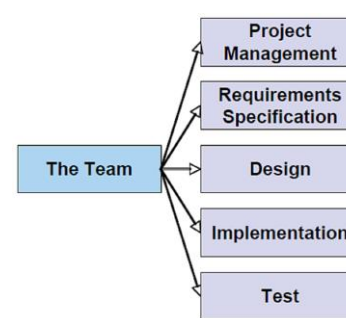 Project
Management
Requirements
Specification
The Team
Design
Implementation
Test